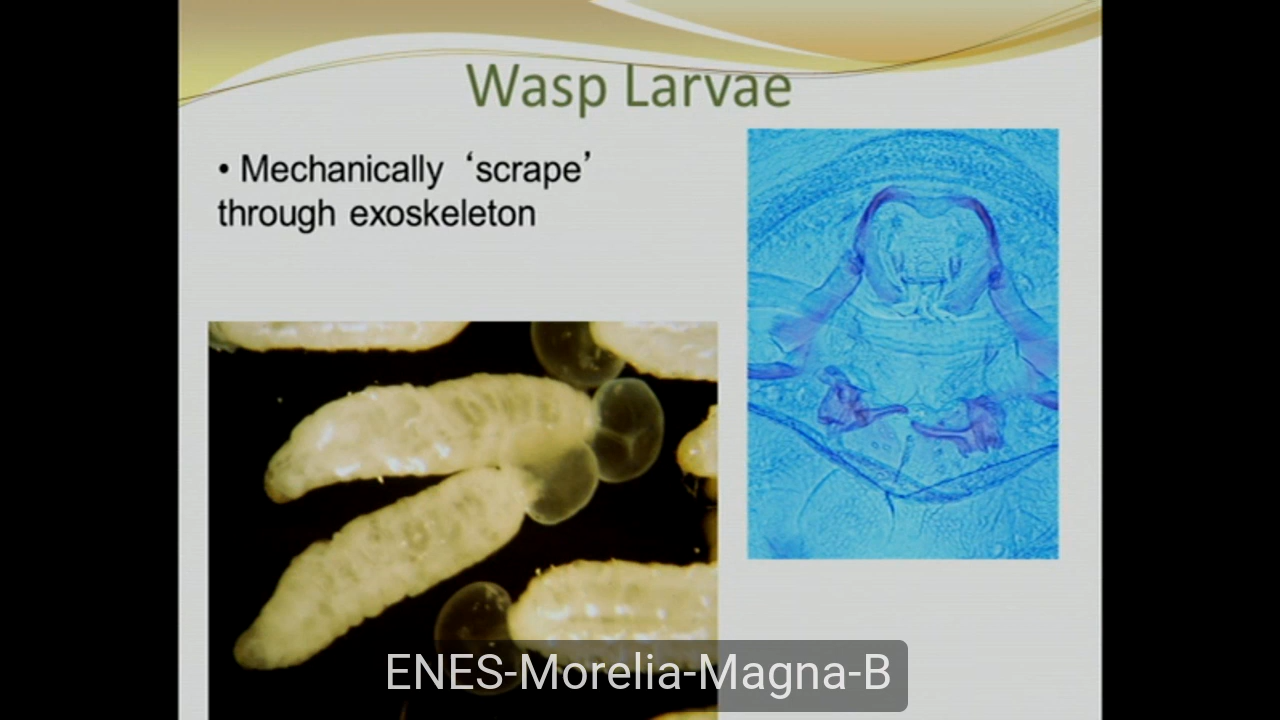 Wasp Larvae
• Mechanically ‘scrape’
through exoskeleton
ENES-Morelia-Magna-B